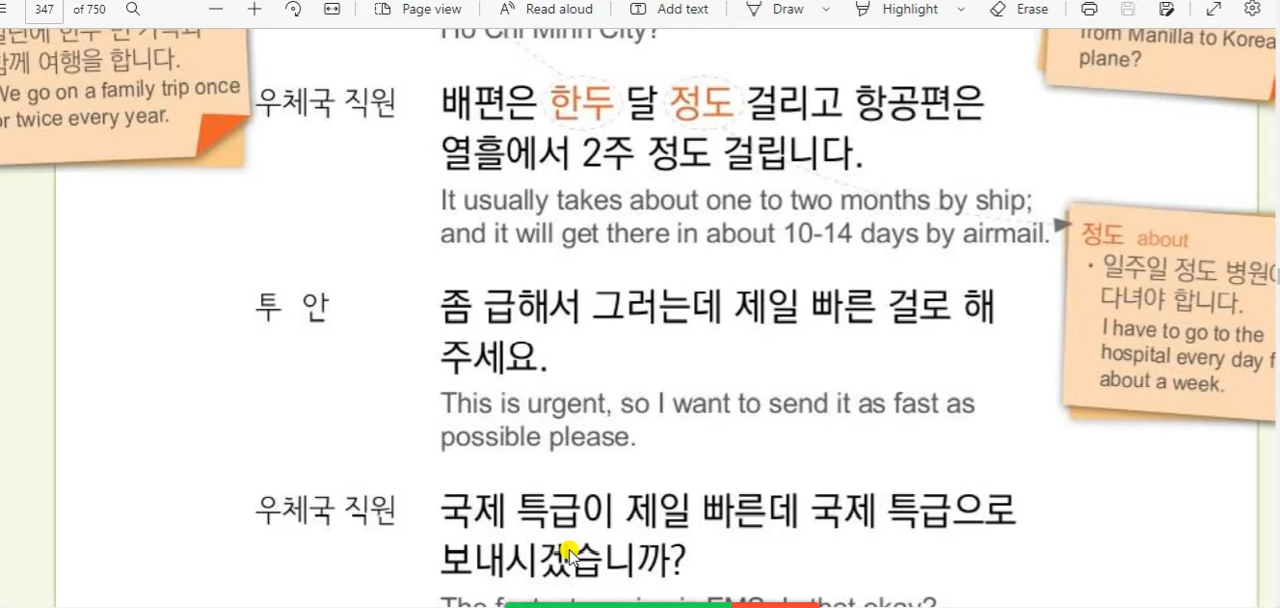 347 of 750 Page view Read aloud Add text Draw Highlight Erase
함께 여행을 합니다.
We go on a family trip once
or twice every year.
Ho Chi Minh City?
from Manilla to Korea
plane?
우체국 직원
배편은 한두 달 정도 걸리고 항공편은
열흘에서 2주 정도 걸립니다.
It usually takes about one to two months by ship;
and it will get there in about 10-14 days by airmail.
정도 about
· 일주일 정도 병원에
다녀야 합니다.
I have to go to the
hospital every day f
about a week.
투 안
좀 급해서 그러는데 제일 빠른 걸로 해
주세요.
This is urgent, so I want to send it as fast as
possible please.
우체국 직원
국제 특급이 제일 빠른데 국제 특급으로
보내시겠습니까?